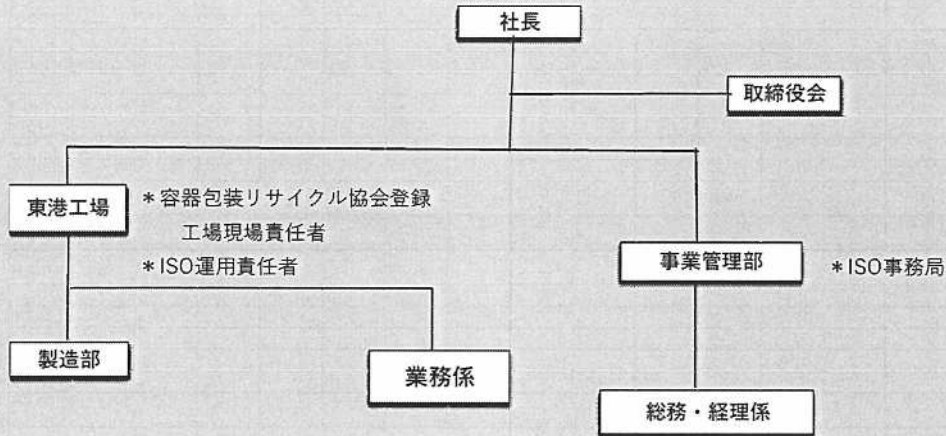 社長
取締役会
東港工場
＊容器包装リサイクル協会登録
工場現場責任者
＊ISO運用責任者
事業管理部
＊ISO事務局
製造部
業務係
総務・経理係